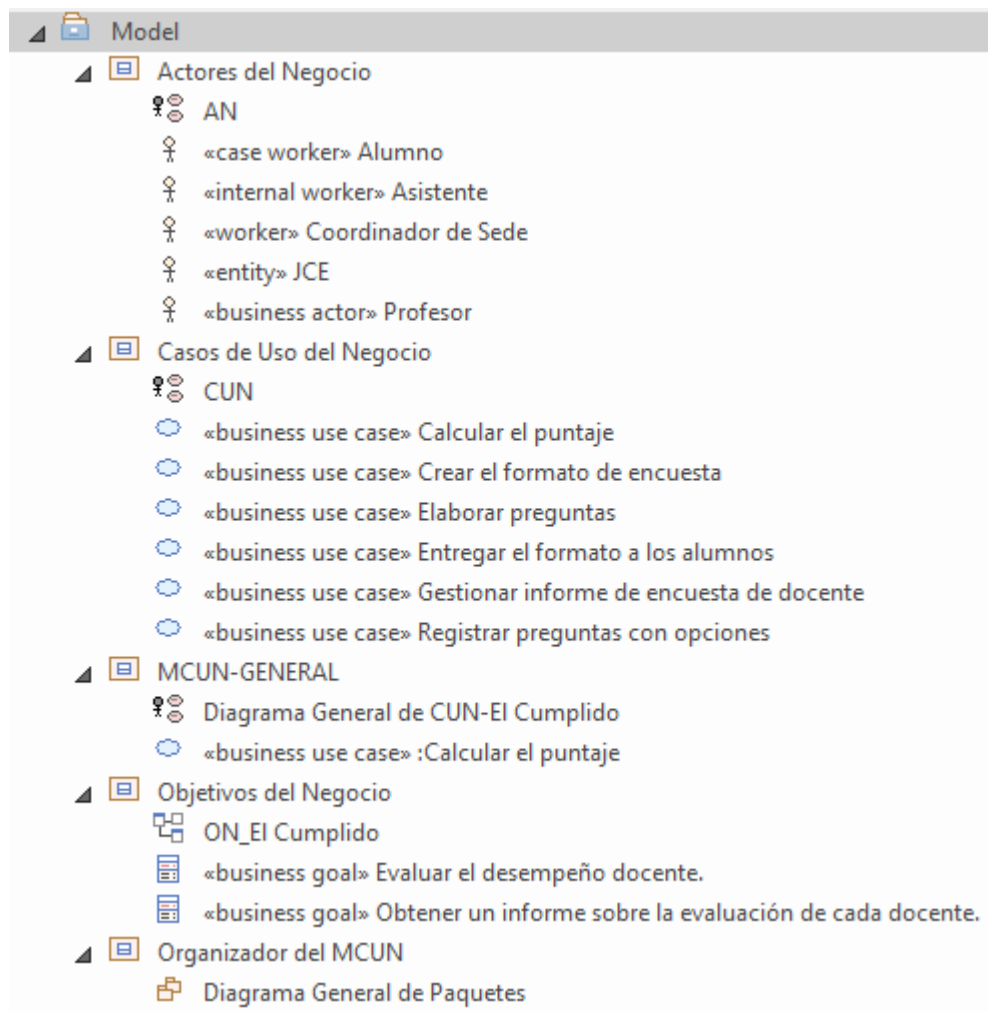 Model
Actores del Negocio
AN
«case worker» Alumno
«internal worker» Asistente
«worker» Coordinador de Sede
«entity» JCE
«business actor» Profesor
Casos de Uso del Negocio
CUN
«business use case» Calcular el puntaje
«business use case» Crear el formato de encuesta
«business use case» Elaborar preguntas
«business use case» Entregar el formato a los alumnos
«business use case» Gestionar informe de encuesta de docente
«business use case» Registrar preguntas con opciones
MCUN-GENERAL
Diagrama General de CUN-El Cumplido
«business use case» :Calcular el puntaje
Objetivos del Negocio
ON_El Cumplido
«business goal» Evaluar el desempeño docente.
«business goal» Obtener un informe sobre la evaluación de cada docente.
Organizador del MCUN
Diagrama General de Paquetes